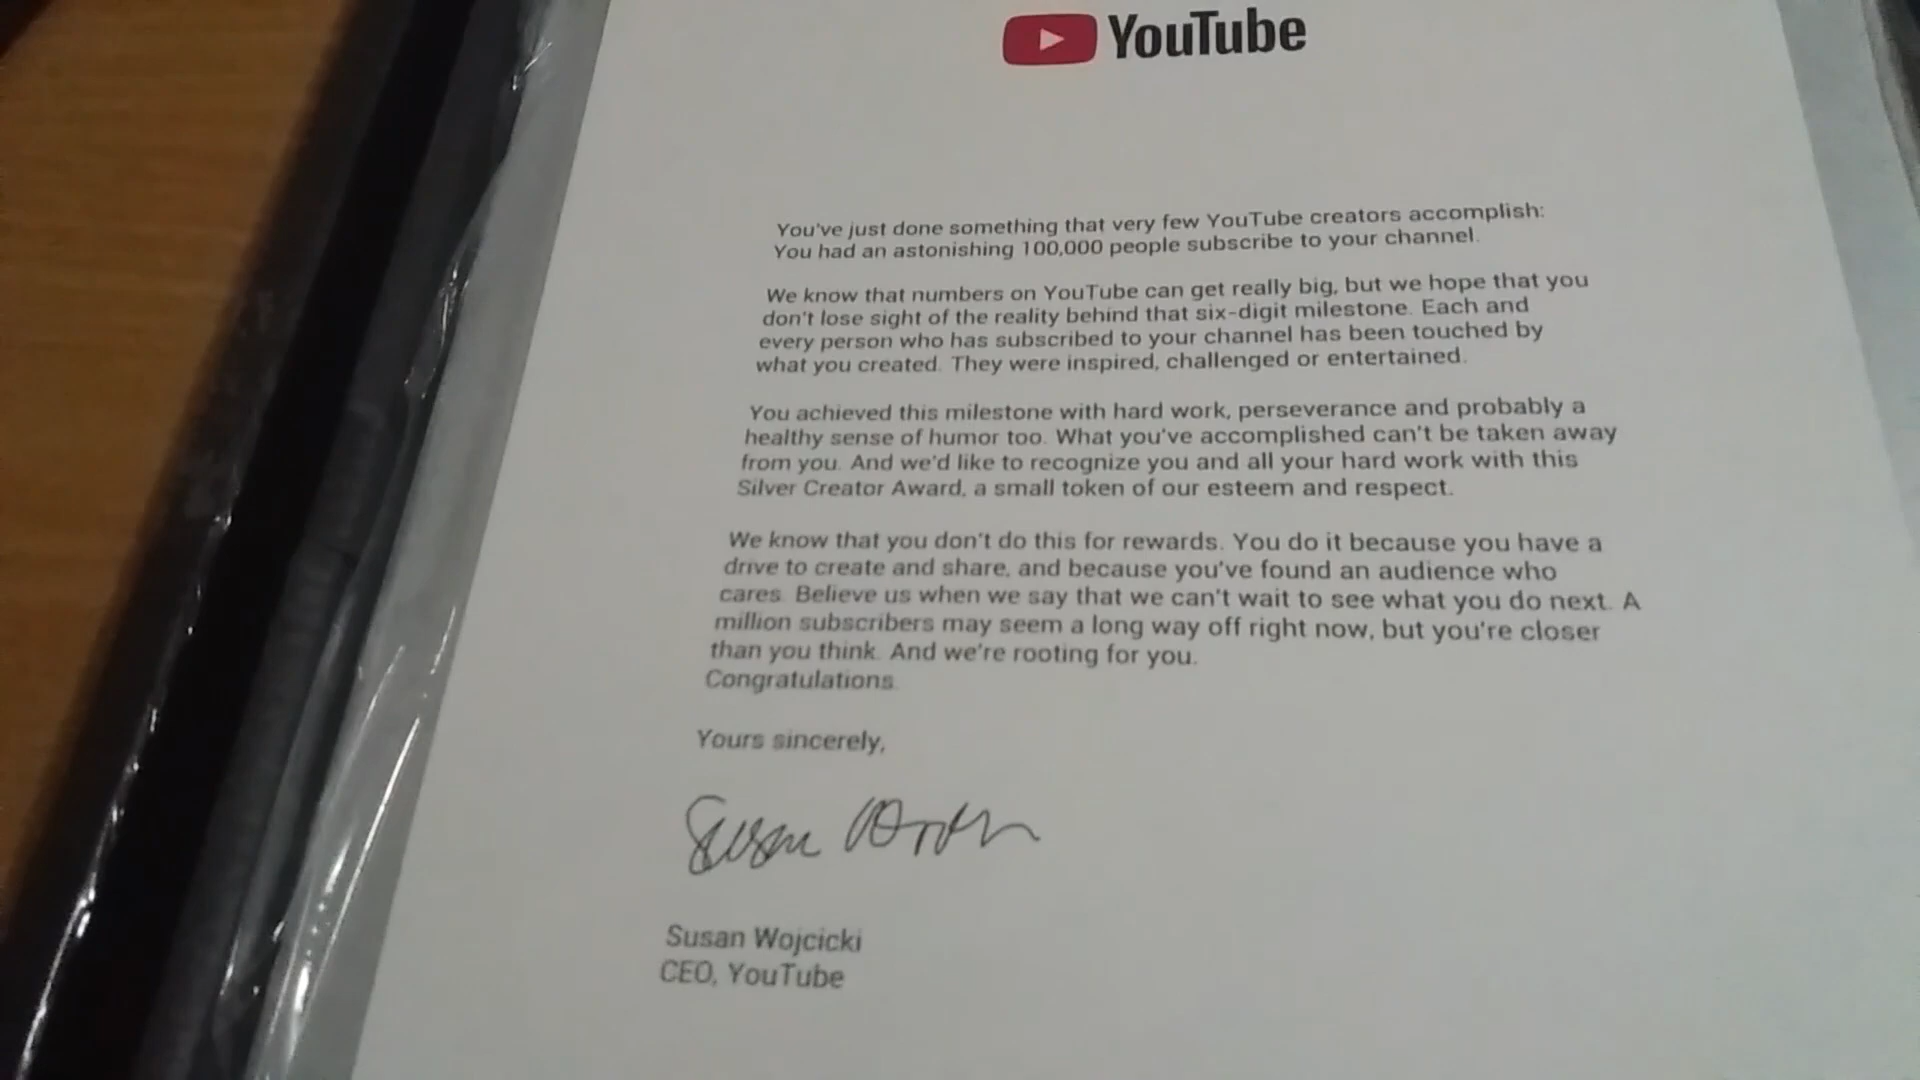 YouTube
You've just done something that very few YouTube creators accomplish:
You had an astonishing 100,000 people subscribe to your channel.
We know that numbers on YouTube can get really big, but we hope that you
don't lose sight of the reality behind that six-digit milestone. Each and
every person who has subscribed to your channel has been touched by
what you created. They were inspired, challenged or entertained.
You achieved this milestone with hard work, perseverance and probably a
healthy sense of humor too. What you've accomplished can't be taken away
from you. And we'd like to recognize you and all your hard work with this
Silver Creator Award, a small token of our esteem and respect.
We know that you don't do this for rewards. You do it because you have a
drive to create and share, and because you've found an audience who
cares. Believe us when we say that we can't wait to see what you do next. A
million subscribers may seem a long way off right now, but you're closer
than you think. And we're rooting for you.
Congratulations.
Yours sincerely,
Susan Wojcicki
CEO, YouTube